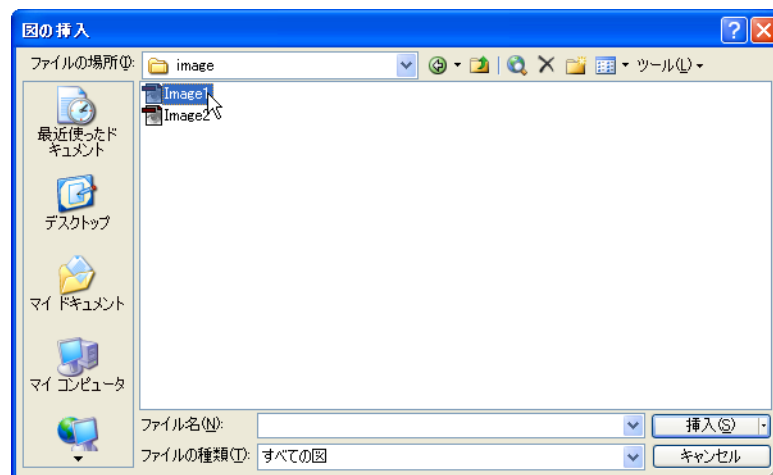 図の挿入
ファイルの場所(I):
image
ツール(L)
Image1
Image2
最近使ったド
キュメント
デスクトップ
マイ ドキュメント
マイ コンピュータ
ファイル名(N):
挿入(S)
ファイルの種類(T):
すべての図
キャンセル